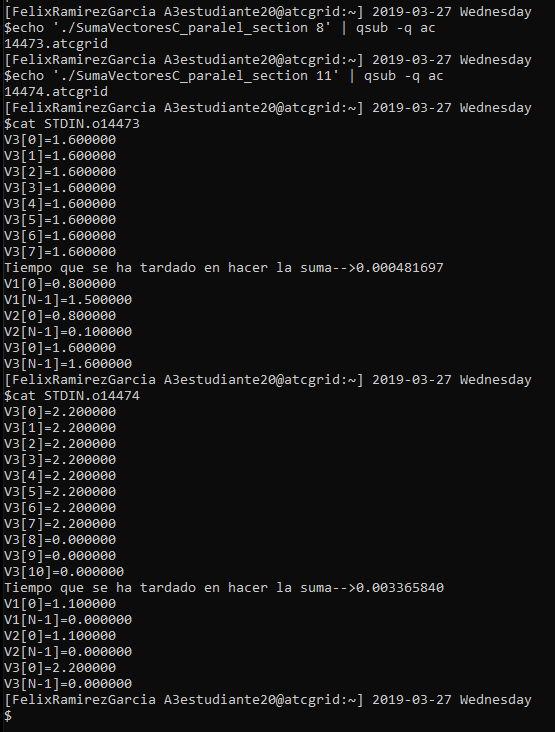 [FelixRamirezGarcia A3estudiante20@atcgrid:~] 2019-03-27 Wednesday
$echo './SumaVectoresC_paralel_section 8' | qsub -q ac
14473.atcgrid
[FelixRamirezGarcia A3estudiante20@atcgrid:~] 2019-03-27 Wednesday
$echo './SumaVectoresC_paralel_section 11' | qsub -q ac
14474.atcgrid
[FelixRamirezGarcia A3estudiante20@atcgrid:~] 2019-03-27 Wednesday
$cat STDIN.o14473
V3[0]=1.600000
V3[1]=1.600000
V3[2]=1.600000
V3[3]=1.600000
V3[4]=1.600000
V3[5]=1.600000
V3[6]=1.600000
V3[7]=1.600000
Tiempo que se ha tardado en hacer la suma-->0.000481697
V1[0]=0.800000
V1[N-1]=1.500000
V2[0]=0.800000
V2[N-1]=0.100000
V3[0]=1.600000
V3[N-1]=1.600000
[FelixRamirezGarcia A3estudiante20@atcgrid:~] 2019-03-27 Wednesday
$cat STDIN.o14474
V3[0]=2.200000
V3[1]=2.200000
V3[2]=2.200000
V3[3]=2.200000
V3[4]=2.200000
V3[5]=2.200000
V3[6]=2.200000
V3[7]=2.200000
V3[8]=0.000000
V3[9]=0.000000
V3[10]=0.000000
Tiempo que se ha tardado en hacer la suma-->0.003365840
V1[0]=1.100000
V1[N-1]=0.000000
V2[0]=1.100000
V2[N-1]=0.000000
V3[0]=2.200000
V3[N-1]=0.000000
[FelixRamirezGarcia A3estudiante20@atcgrid:~] 2019-03-27 Wednesday
$